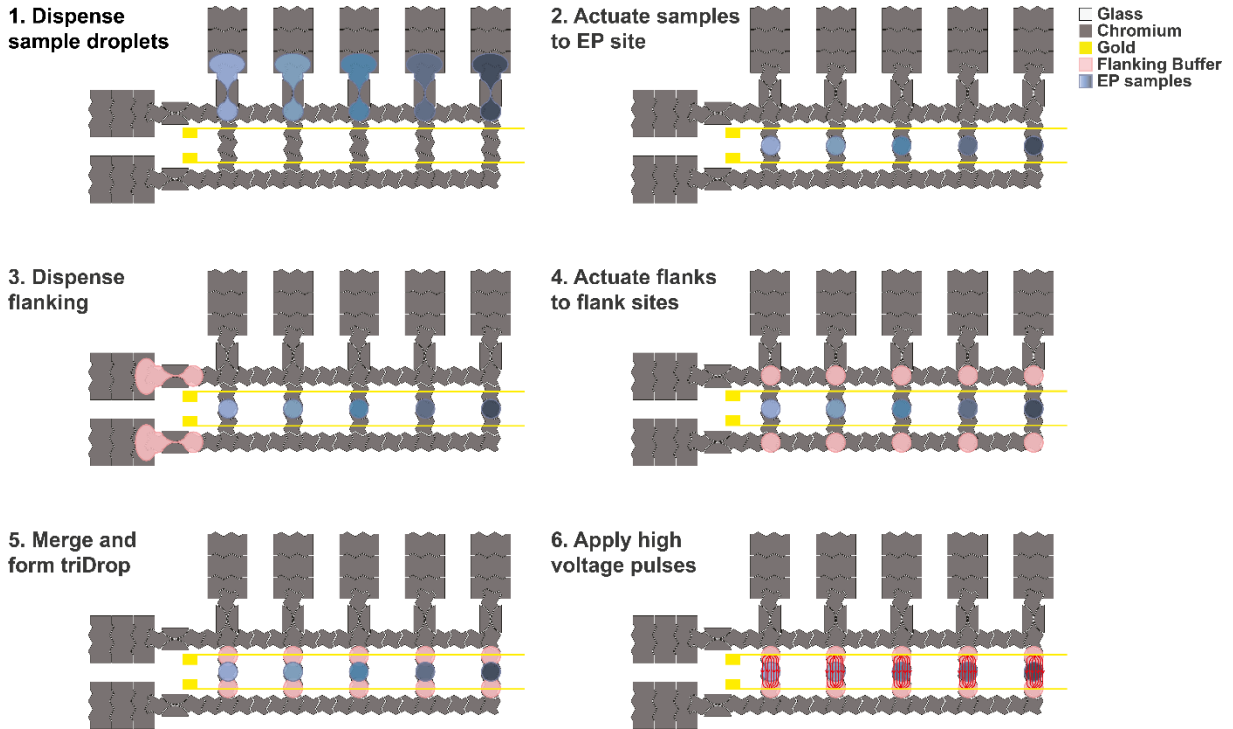 1. Dispense
sample droplets
2. Actuate samples
to EP site
Glass
Chromium
Gold
Flanking Buffer
EP samples
3. Dispense
flanking
4. Actuate flanks
to flank sites
5. Merge and
form triDrop
6. Apply high
voltage pulses